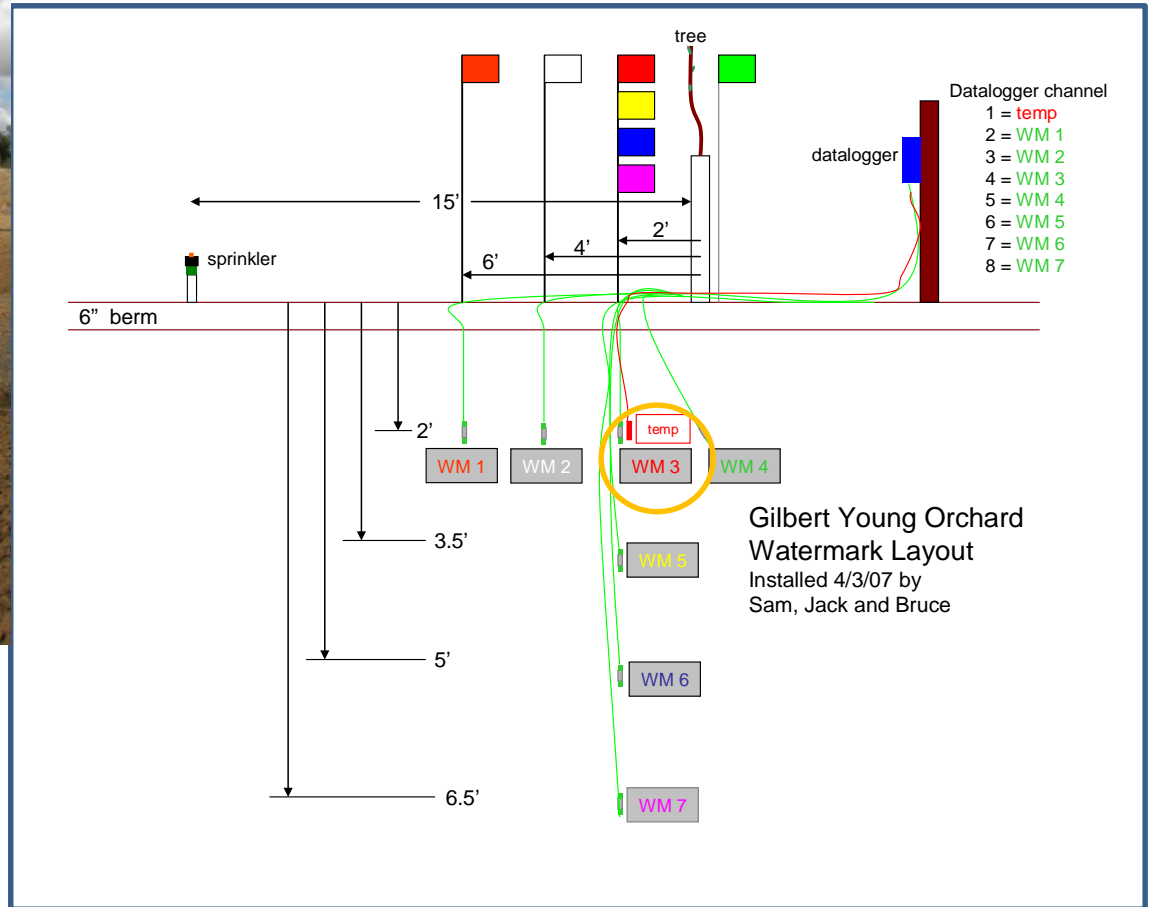 tree
Datalogger channel
1 = temp
2 = WM 1
3 = WM 2
4 = WM 3
5 = WM 4
6 = WM 5
7 = WM 6
8 = WM 7
datalogger
15’
2’
4’
6’
sprinkler
6” berm
2’
temp
WM 1
WM 2
WM 3
WM 4
3.5’
WM 5
Gilbert Young Orchard
Watermark Layout
Installed 4/3/07 by
Sam, Jack and Bruce
5’
WM 6
6.5’
WM 7